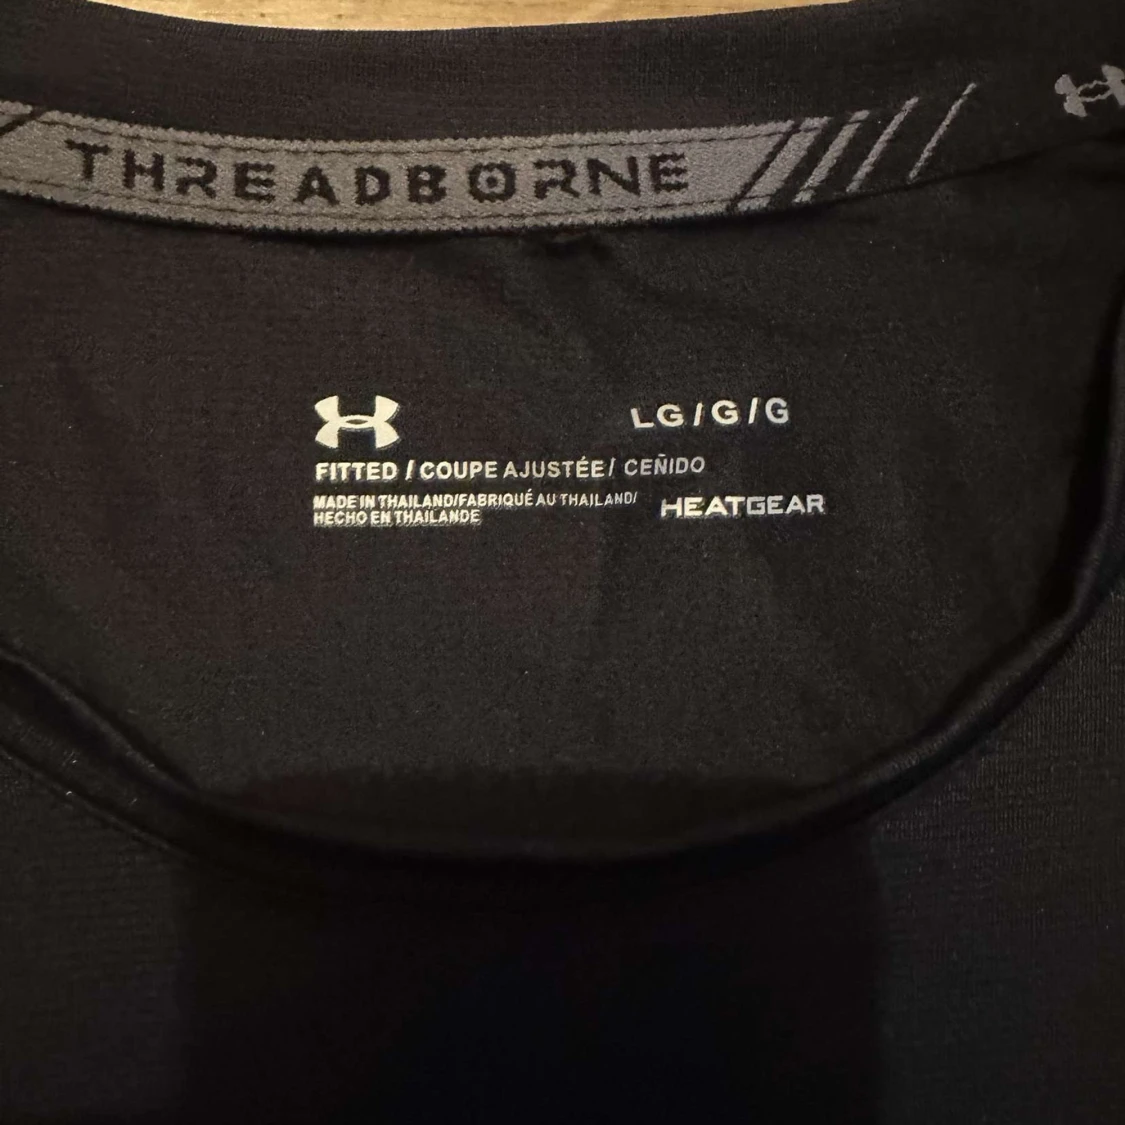 THREADBORNE
LG/G/G
FITTED / COUPE AJUSTÉE / CEÑIDO
MADE IN THAILAND/FABRIQUÉ AU THAILAND/
HECHO EN THAILANDE
HEATGEAR